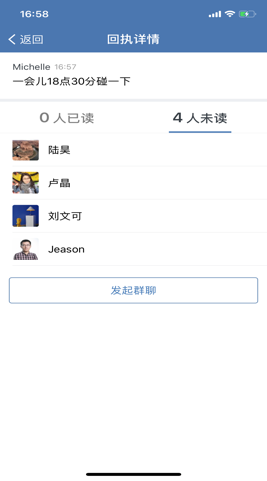 16:58
返回
回执详情
Michelle 16:57
一会儿18点30分碰一下
0 人已读
4 人未读
陆昊
卢晶
刘文可
Jeason
发起群聊